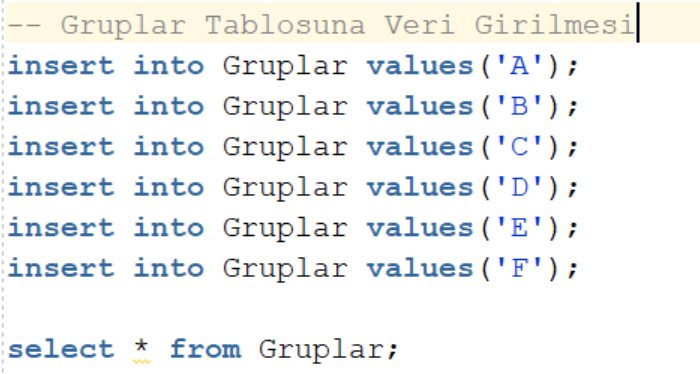 -- Gruplar Tablosuna Veri Girilmesi
insert into Gruplar values('A');
insert into Gruplar values('B');
insert into Gruplar values('C');
insert into Gruplar values('D');
insert into Gruplar values('E');
insert into Gruplar values('F');
select * from Gruplar;